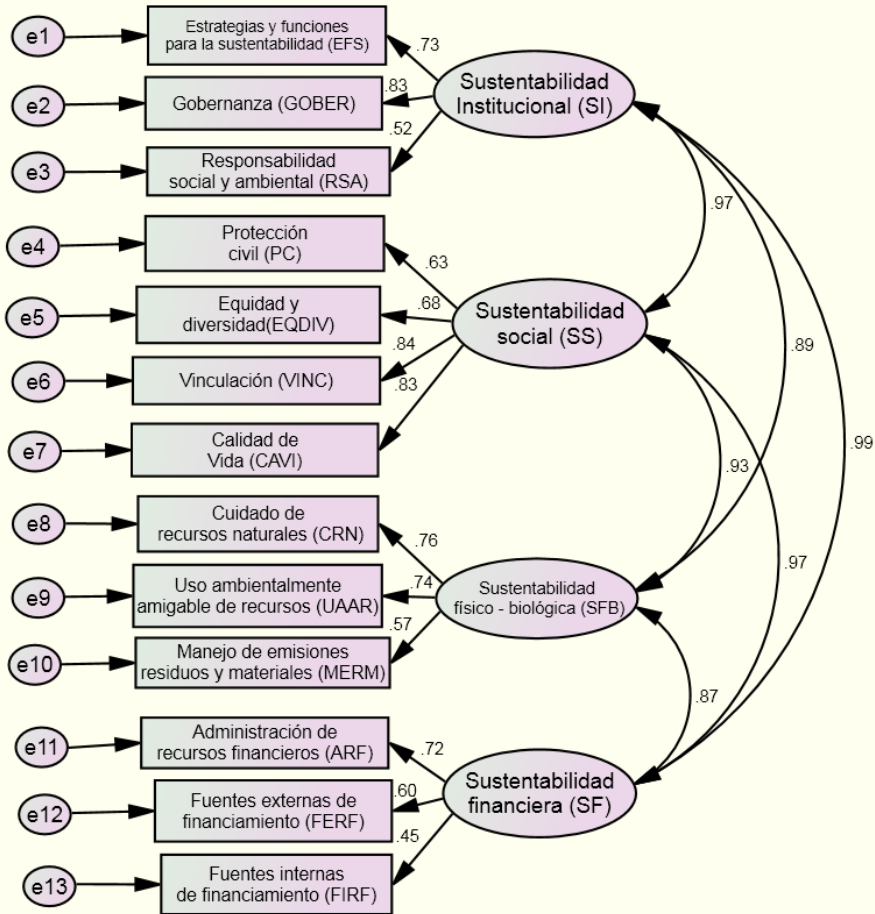 e1
Estrategias y funciones
para la sustentabilidad (EFS)
.73
e2
Gobernanza (GOBER)
.83
Sustentabilidad
Institucional (SI)
e3
Responsabilidad
social y ambiental (RSA)
.52
.97
e4
Protección
civil (PC)
.63
e5
Equidad y
diversidad(EQDIV)
.68
Sustentabilidad
social (SS)
.89
e6
Vinculación (VINC)
.84
e7
Calidad de
Vida (CAVI)
.83
.99
.93
e8
Cuidado de
recursos naturales (CRN)
.76
.97
e9
Uso ambientalmente
amigable de recursos (UAAR)
.74
Sustentabilidad
físico - biológica (SFB)
e10
Manejo de emisiones
residuos y materiales (MERM)
.57
.87
e11
Administración de
recursos financieros (ARF)
.72
e12
Fuentes externas de
financiamiento (FERF)
.60
Sustentabilidad
financiera (SF)
e13
Fuentes internas
de financiamiento (FIRF)
.45